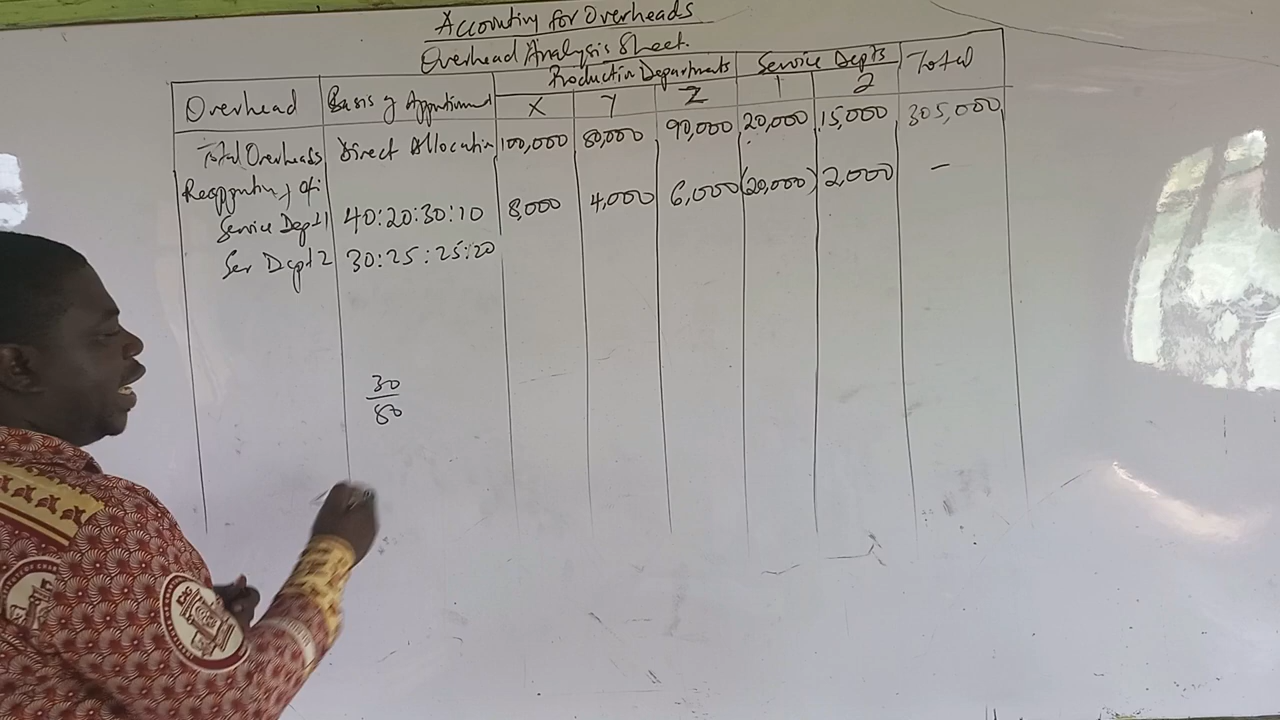 Accounting for Overheads
Overhead Analysis Sheet.
Production Departments Service Depts Total
Overhead Basis of Apportionment X Y Z 1 2
Total Overheads Direct Allocation 100,000 80,000 90,000 20,000 15,000 305,000
Service Dept 1 40:20:30:10 8,000 4,000 6,000 (20,000) 2,000 —
Ser Dept 2 30:25:25:20
30
80